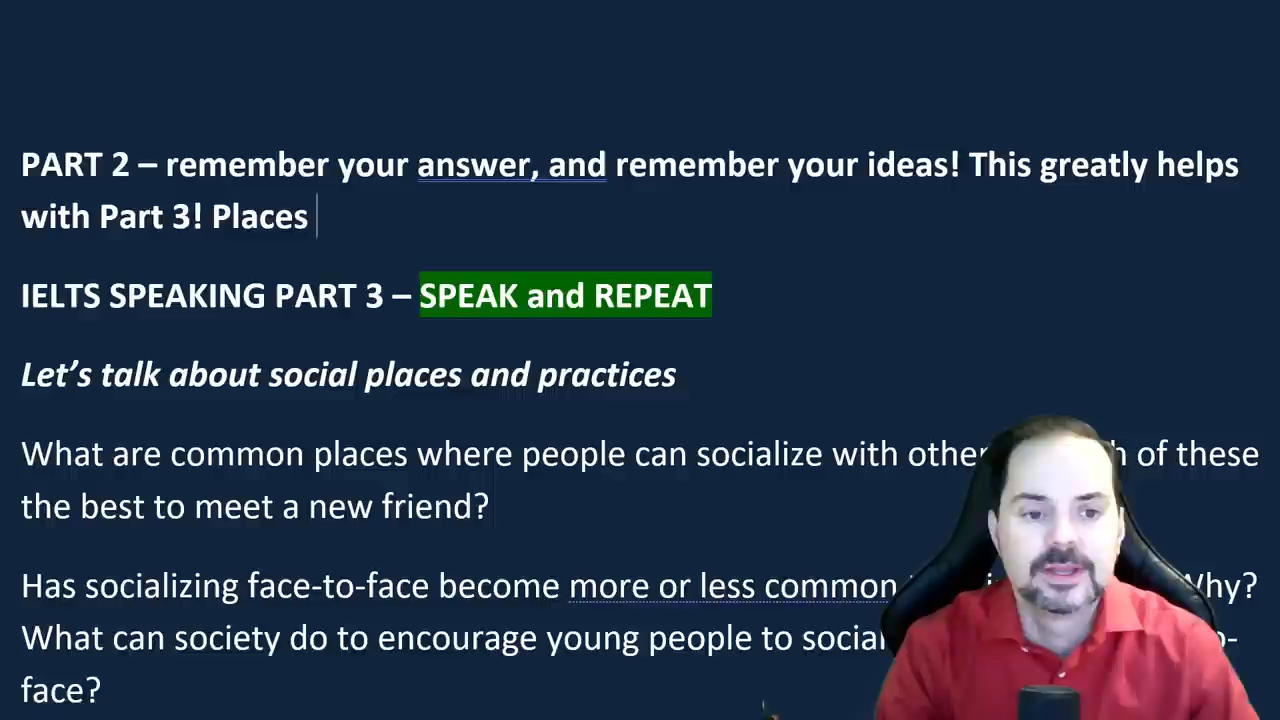 PART 2 – remember your answer, and remember your ideas! This greatly helps
with Part 3! Places
IELTS SPEAKING PART 3 – SPEAK and REPEAT
Let’s talk about social places and practices
What are common places where people can socialize with of these
the best to meet a new friend?
Has socializing face-to-face become more or less common Why?
What can society do to encourage young people to
face?